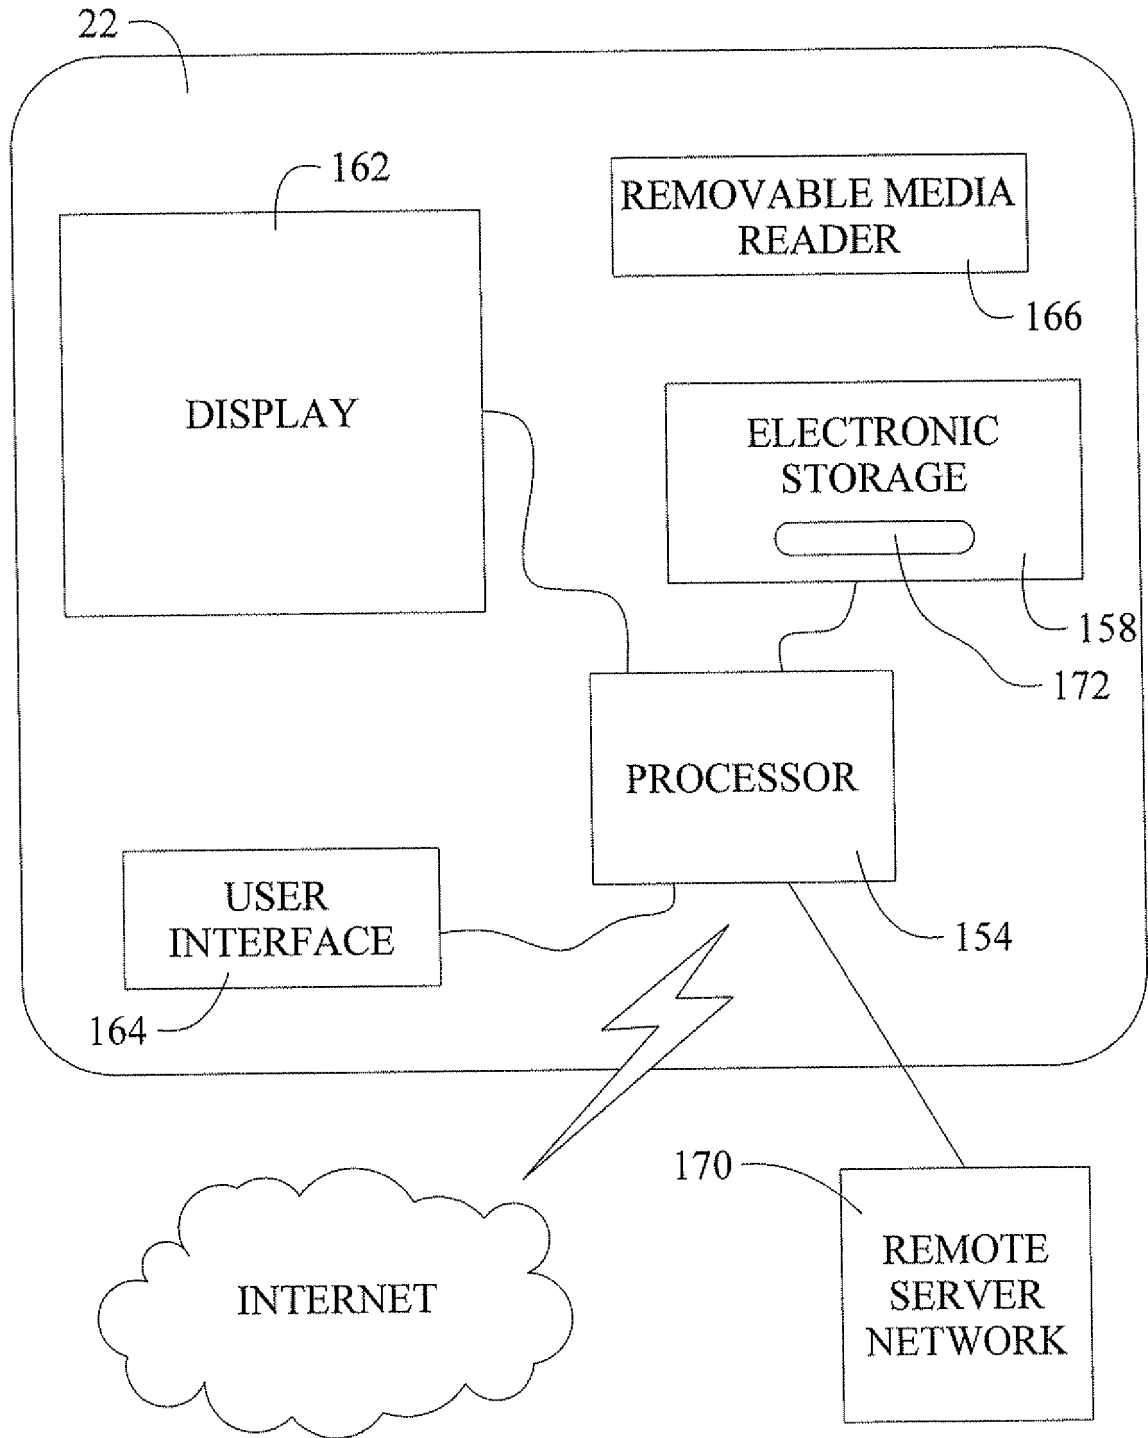 22
162
REMOVABLE MEDIA
READER
166
DISPLAY
ELECTRONIC
STORAGE
158
172
PROCESSOR
154
USER
INTERFACE
164
170
INTERNET
REMOTE
SERVER
NETWORK